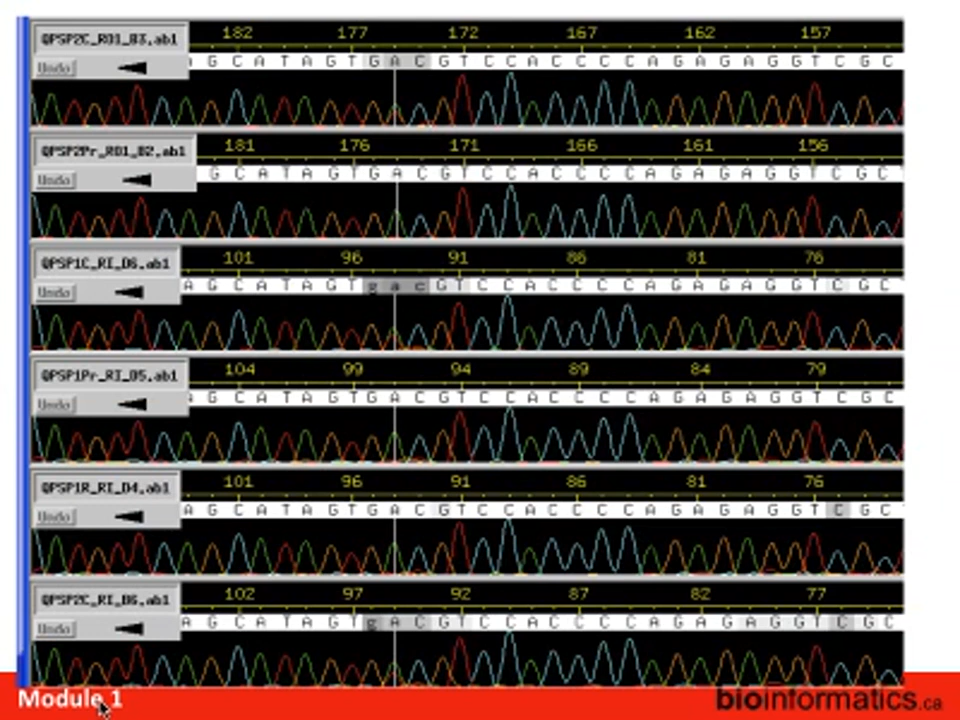 QPSP2C_RO1_B3.ab1
182 177 172 167 162 157
Undo
G C A T A G T G A C G T C C A C C C C A G A G A G G T C G C
QPSP2Pr_RO1_B2.ab1
181 176 171 166 161 156
Undo
G C A T A G T G A C G T C C A C C C C A G A G A G G T C G C
QPSP1C_RI_D6.ab1
101 96 91 86 81 76
Undo
A G C A T A G T g a c G T C C A C C C C A G A G A G G T C G C
QPSP1Pr_RI_D5.ab1
104 99 94 89 84 79
Undo
G C A T A G T G A C G T C C A C C C C A G A G A G G T C G C
QPSP1R_RI_D4.ab1
101 96 91 86 81 76
Undo
A G C A T A G T G A C G T C C A C C C C A G A G A G G T C G C
QPSP2C_RI_B6.ab1
102 97 92 87 82 77
Undo
A G C A T A G T g A C G T C C A C C C C A G A G A G G T C G C
Module 1
bioinformatics.ca